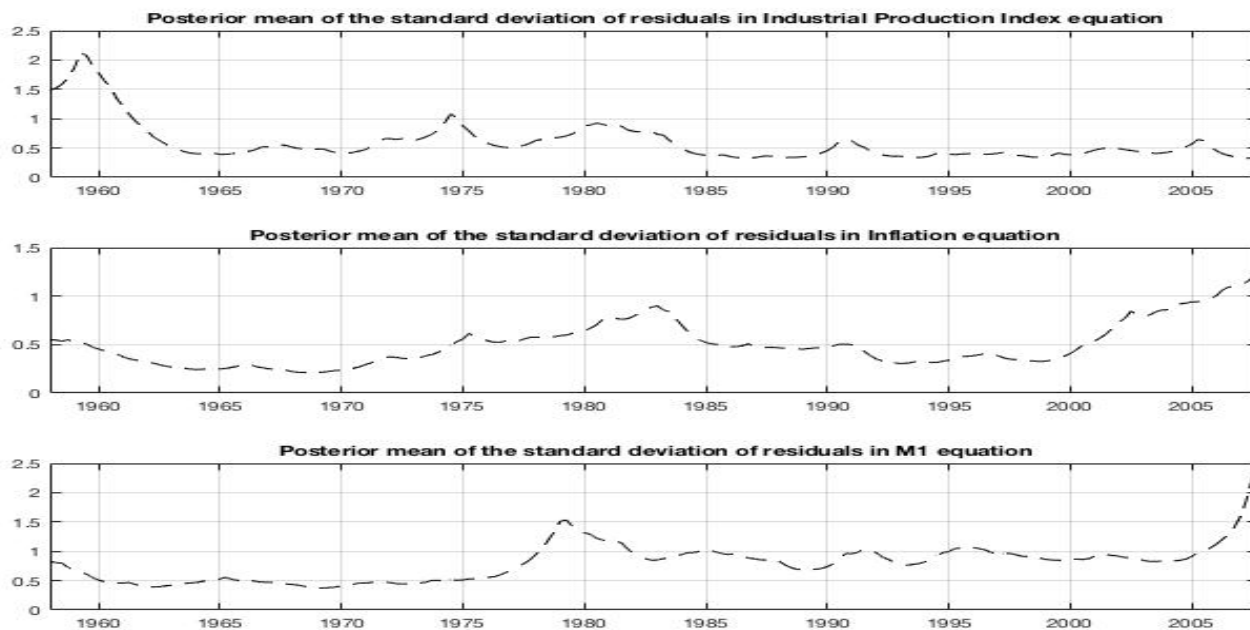 Posterior mean of the standard deviation of residuals in Industrial Production Index equation
2.5
2
1.5
1
0.5
0
1960 1965 1970 1975 1980 1985 1990 1995 2000 2005
Posterior mean of the standard deviation of residuals in Inflation equation
1.5
1
0.5
0
1960 1965 1970 1975 1980 1985 1990 1995 2000 2005
Posterior mean of the standard deviation of residuals in M1 equation
2.5
2
1.5
1
0.5
0
1960 1965 1970 1975 1980 1985 1990 1995 2000 2005